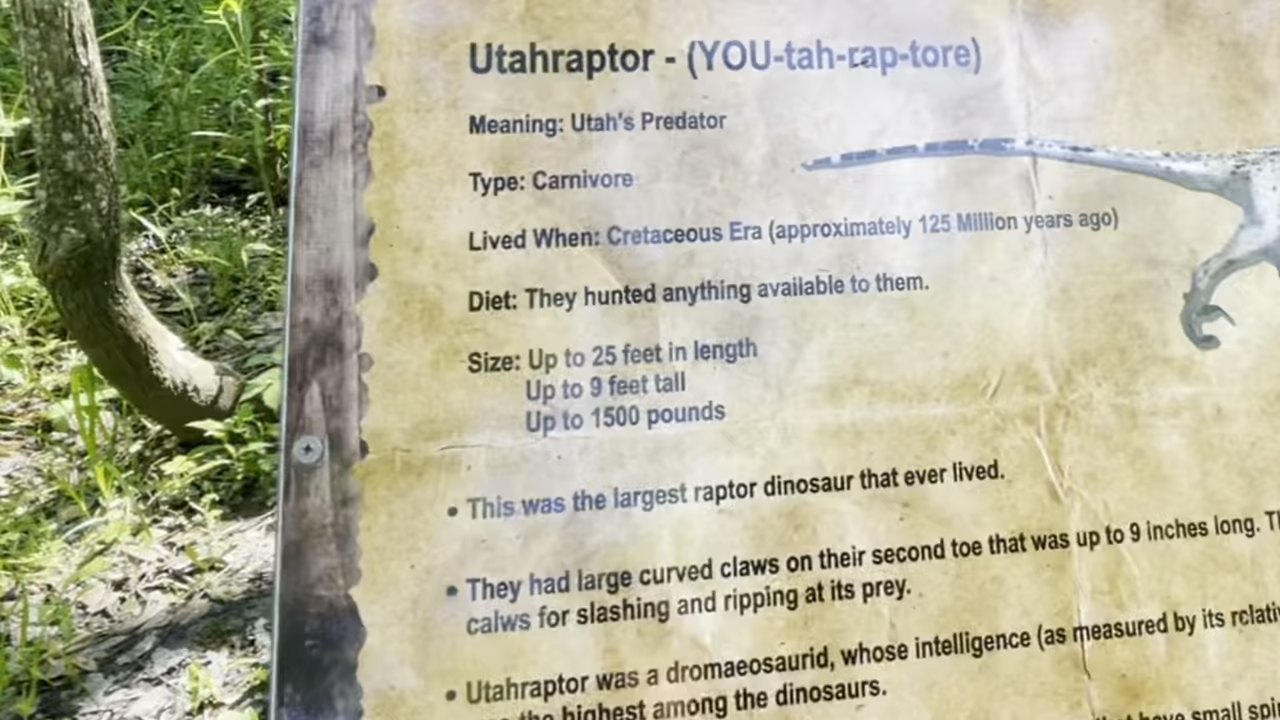 Utahraptor - (YOU-tah-rap-tore)
Meaning: Utah's Predator
Type: Carnivore
Lived When: Cretaceous Era (approximately 125 Million years ago)
Diet: They hunted anything available to them.
Size: Up to 25 feet in length
Up to 9 feet tall
Up to 1500 pounds
• This was the largest raptor dinosaur that ever lived.
• They had large curved claws on their second toe that was up to 9 inches long.
calws for slashing and ripping at its prey.
• Utahraptor was a dromaeosaurid, whose intelligence (as measured by its
the highest among the dinosaurs.
have small